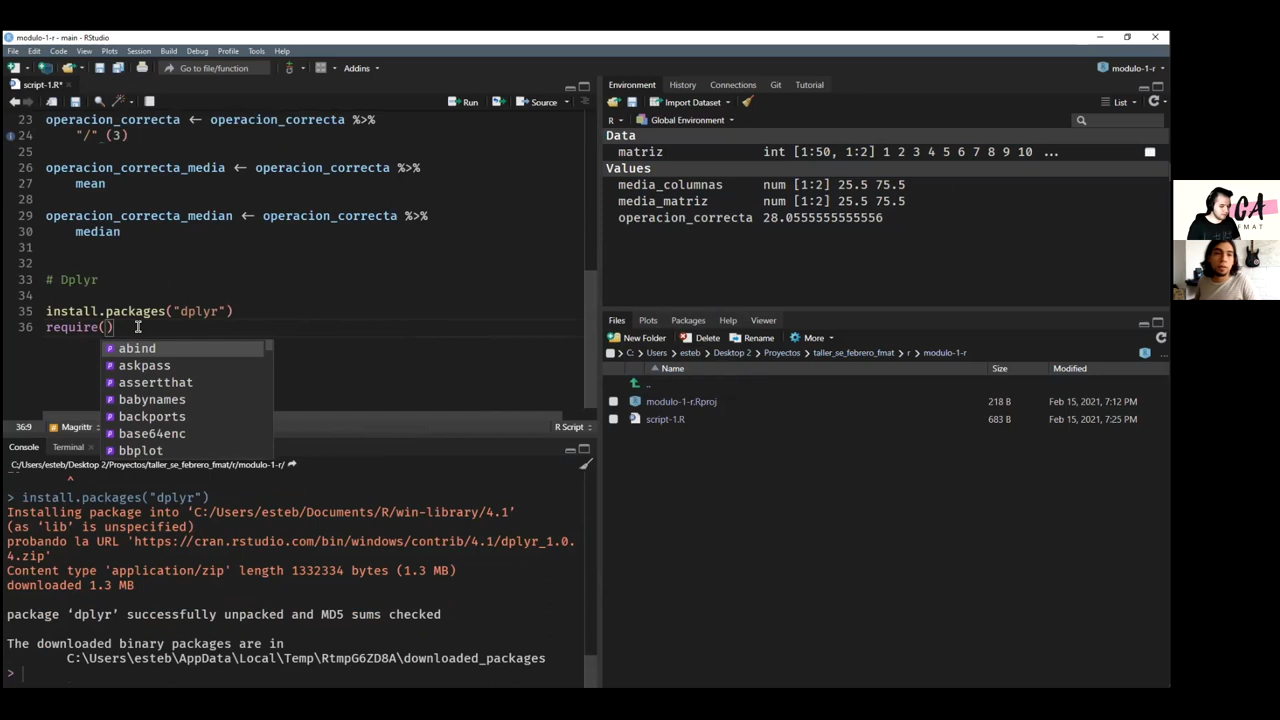 modulo-1-r - main - RStudio
File Edit Code View Plots Session Build Debug Profile Tools Help
Go to file/function
Addins
modulo-1-r
script-1.R*
Run
Source
23 operacion_correcta <- operacion_correcta %>%
24 "/" (3)
25
26 operacion_correcta_media <- operacion_correcta %>%
27 mean
28
29 operacion_correcta_median <- operacion_correcta %>%
30 median
31
32
33 # Dplyr
34
35 install.packages("dplyr")
36 require()
abind
askpass
assertthat
babynames
backports
base64enc
bbplot
36:9 Magrittr R Script
Console Terminal
C:/Users/esteb/Desktop 2/Proyectos/taller_se_febrero_fmat/r/modulo-1-r/
^
> install.packages("dplyr")
Installing package into ‘C:/Users/esteb/Documents/R/win-library/4.1’
(as ‘lib’ is unspecified)
probando la URL 'https://cran.rstudio.com/bin/windows/contrib/4.1/dplyr_1.0.
4.zip'
Content type 'application/zip' length 1332334 bytes (1.3 MB)
downloaded 1.3 MB
package ‘dplyr’ successfully unpacked and MD5 sums checked
The downloaded binary packages are in
C:\Users\esteb\AppData\Local\Temp\RtmpG6ZD8A\downloaded_packages
>
Environment History Connections Git Tutorial
Import Dataset
List
R Global Environment
Data
matriz int [1:50, 1:2] 1 2 3 4 5 6 7 8 9 10 ...
Values
media_columnas num [1:2] 25.5 75.5
media_matriz num [1:2] 25.5 75.5
operacion_correcta 28.0555555555556
Files Plots Packages Help Viewer
New Folder Delete Rename More
C: Users esteb Desktop 2 Proyectos taller_se_febrero_fmat r modulo-1-r
...
Name Size Modified
..
modulo-1-r.Rproj 218 B Feb 15, 2021, 7:12 PM
script-1.R 683 B Feb 15, 2021, 7:25 PM
CA
FMAT